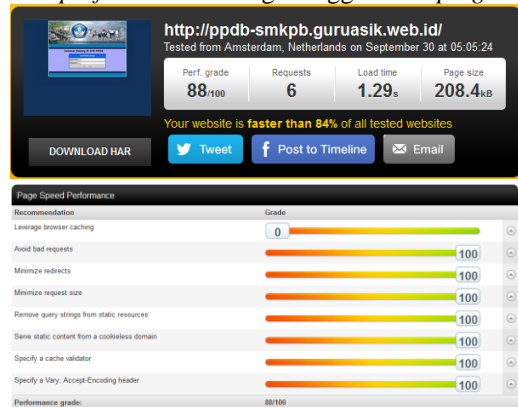 http://ppdb-smkpb.guruasik.web.id/
Tested from Amsterdam, Netherlands on September 30 at 05:05:24
Perf. grade Requests Load time Page size
88/100 6 1.29s 208.4kB
Your website is faster than 84% of all tested websites
DOWNLOAD HAR Tweet Post to Timeline Email
Page Speed Performance
Recommendation Grade
Leverage browser caching 0
Avoid bad requests 100
Minimize redirects 100
Minimize request size 100
Remove query strings from static resources 100
Serve static content from a cookieless domain 100
Specify a cache validator 100
Specify a Vary: Accept-Encoding header 100
Performance grade: 88/100